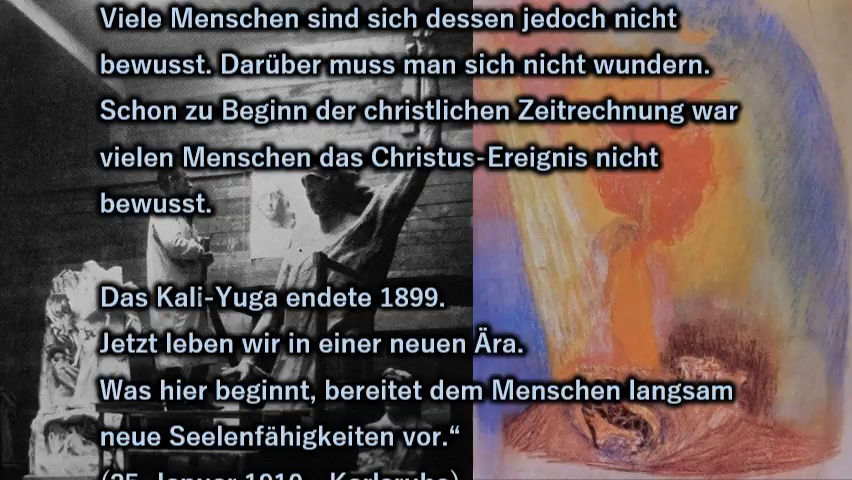 Viele Menschen sind sich dessen jedoch nicht
bewusst. Darüber muss man sich nicht wundern.
Schon zu Beginn der christlichen Zeitrechnung war
vielen Menschen das Christus-Ereignis nicht
bewusst.
Das Kali-Yuga endete 1899.
Jetzt leben wir in einer neuen Ära.
Was hier beginnt, bereitet dem Menschen langsam
neue Seelenfähigkeiten vor.“